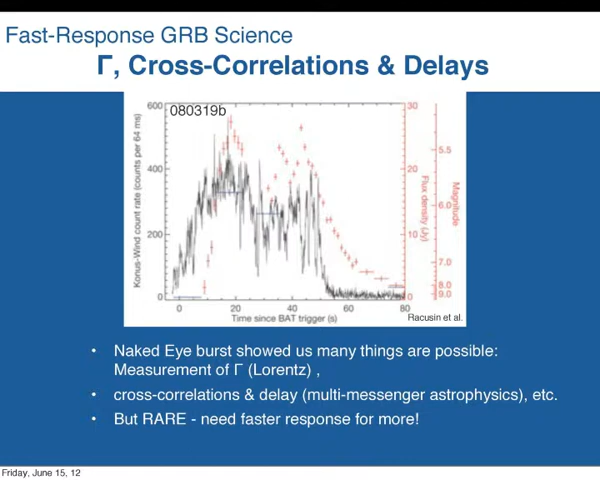 Fast-Response GRB Science
Γ, Cross-Correlations & Delays
080319b
600
400
200
0
Konus-Wind count rate (counts per 64 ms)
0 20 40 60 80
Time since BAT trigger (s)
30
20
10
0
Flux density (Jy)
5.5
6.0
7.0
8.0
9.0
Magnitude
Racusin et al.
• Naked Eye burst showed us many things are possible:
Measurement of Γ (Lorentz) ,
• cross-correlations & delay (multi-messenger astrophysics), etc.
• But RARE - need faster response for more!
Friday, June 15, 12